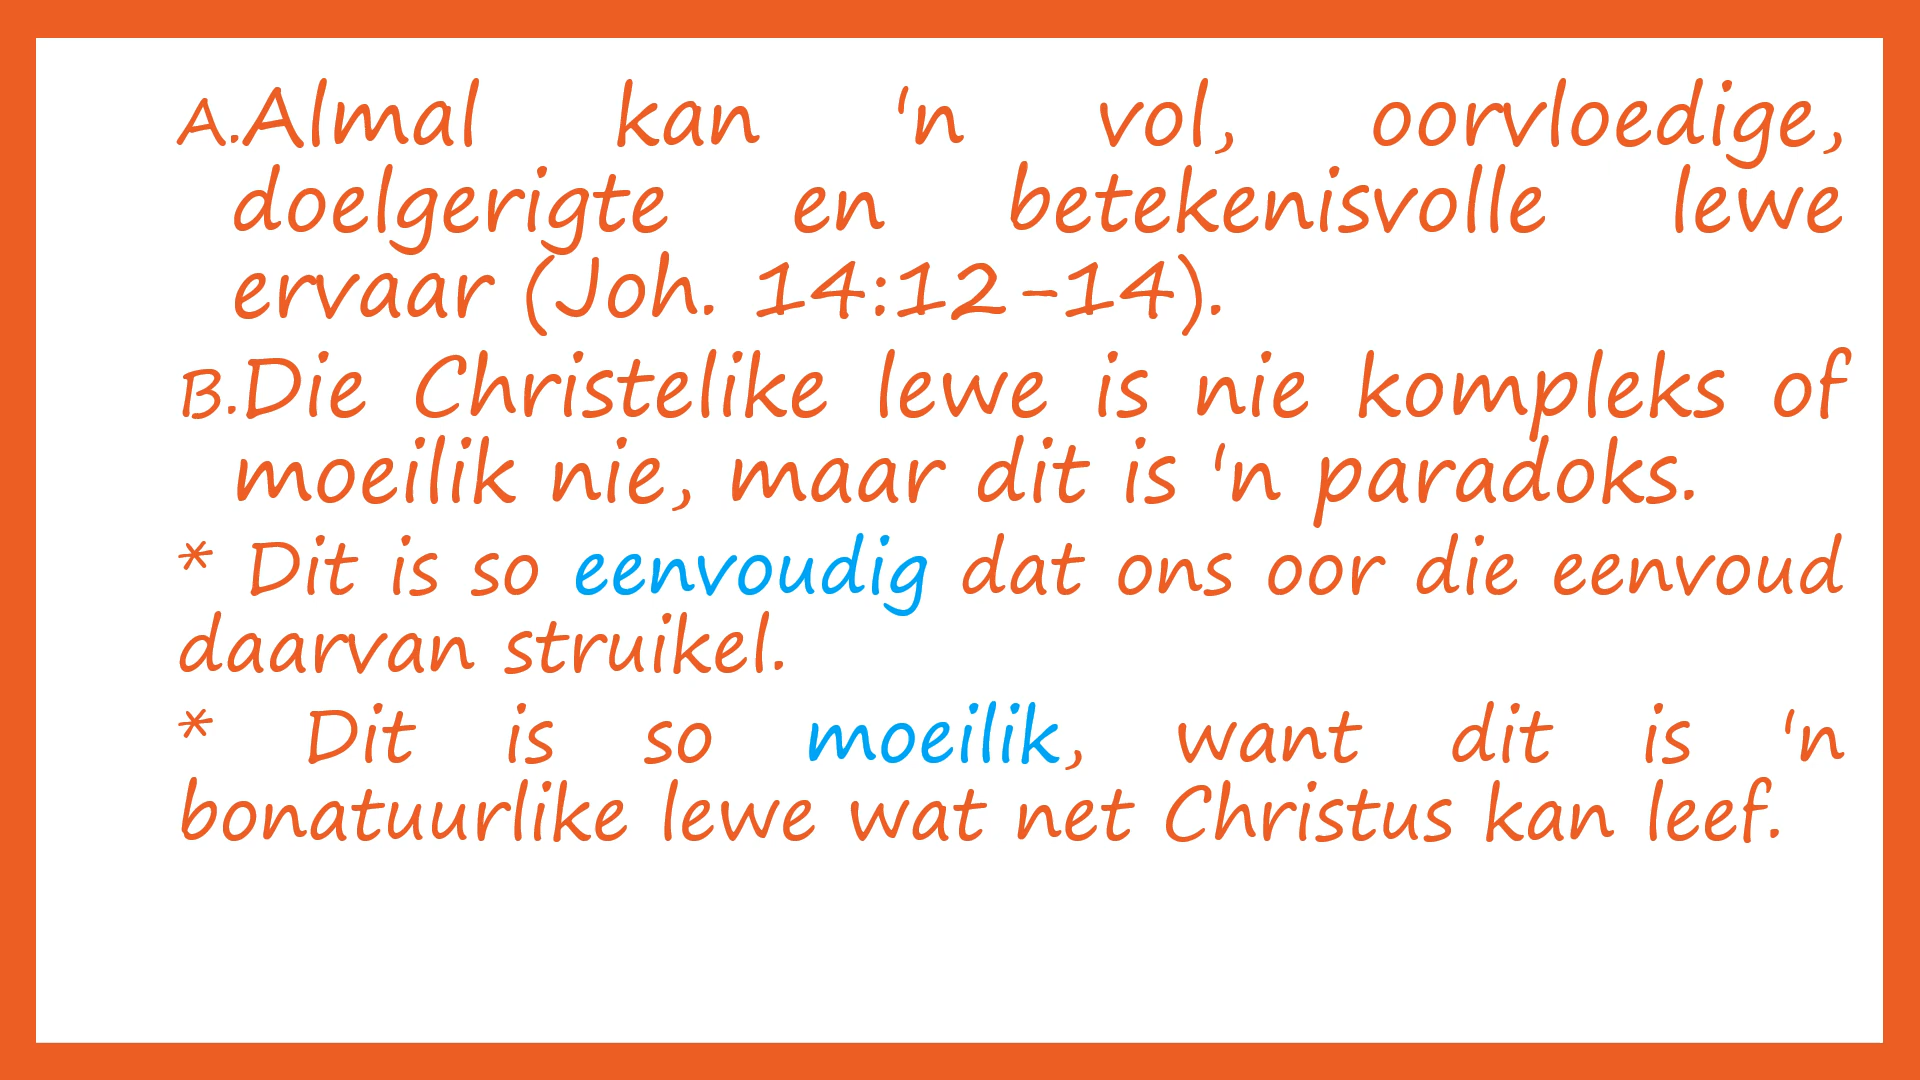 A.Almal kan 'n vol, oorvloedige,
doelgerigte en betekenisvolle lewe
ervaar (Joh. 14:12-14).
B.Die Christelike lewe is nie kompleks of
moeilik nie, maar dit is 'n paradoks.
* Dit is so eenvoudig dat ons oor die eenvoud
daarvan struikel.
* Dit is so moeilik, want dit is 'n
bonatuurlike lewe wat net Christus kan leef.